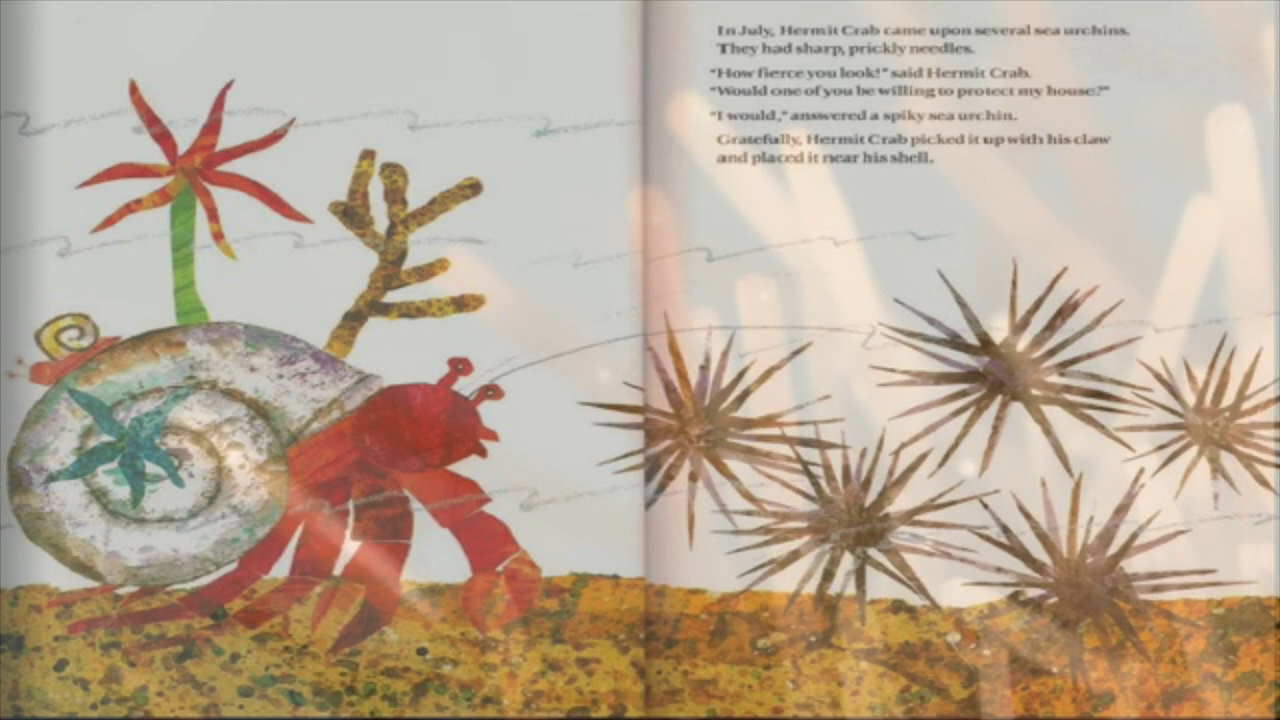 In July, Hermit Crab came upon several sea urchins.
They had sharp, prickly needles.
"How fierce you look!" said Hermit Crab.
"Would one of you be willing to protect my house?"
"I would," answered a spiky sea urchin.
Gratefully, Hermit Crab picked it up with his claw
and placed it near his shell.